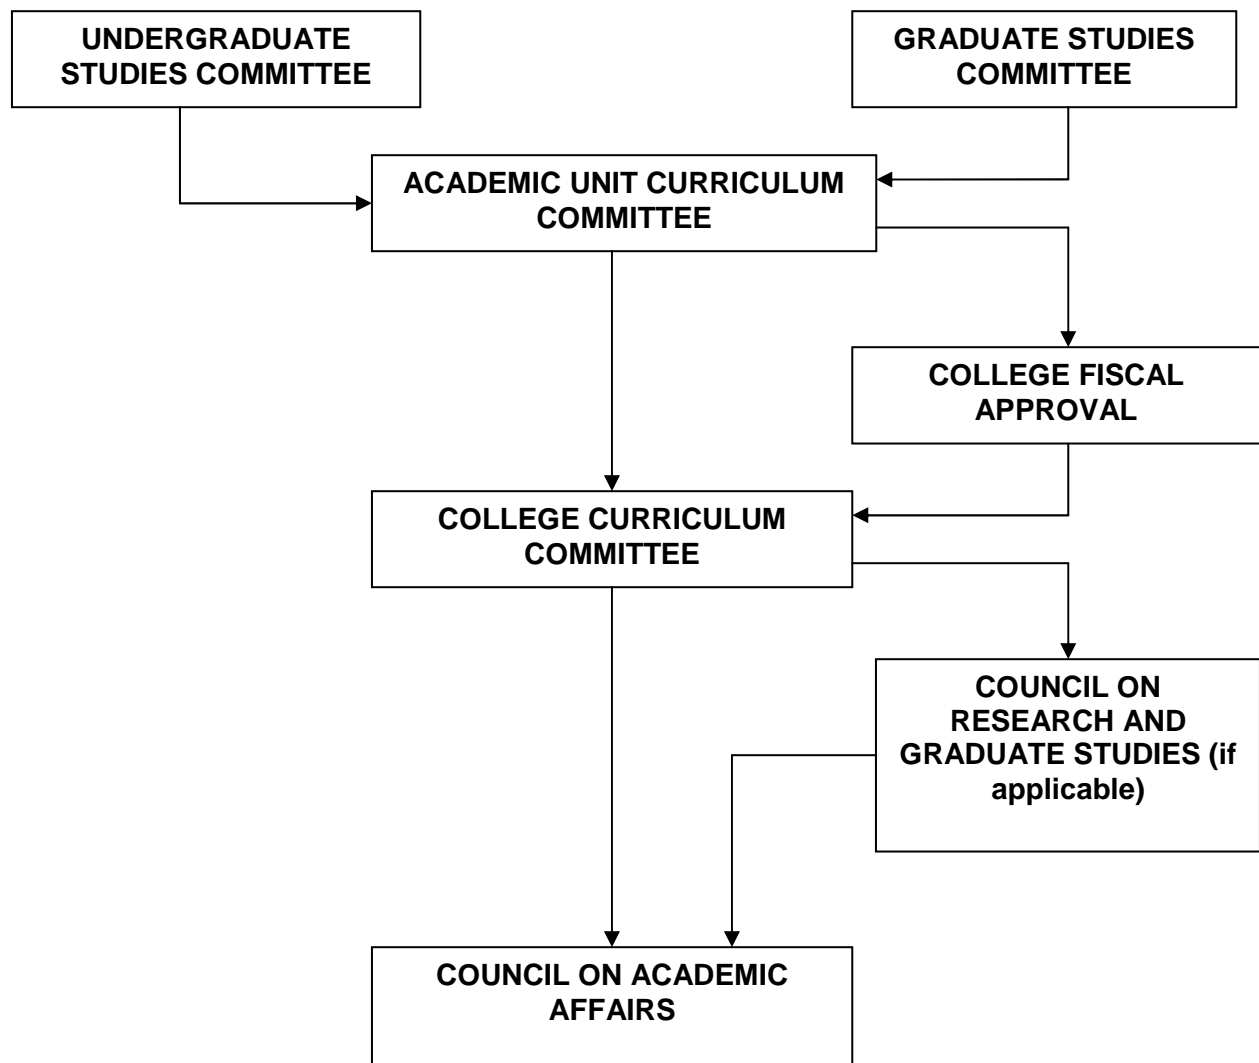 UNDERGRADUATE
STUDIES COMMITTEE
GRADUATE STUDIES
COMMITTEE
ACADEMIC UNIT CURRICULUM
COMMITTEE
COLLEGE FISCAL
APPROVAL
COLLEGE CURRICULUM
COMMITTEE
COUNCIL ON
RESEARCH AND
GRADUATE STUDIES (if
applicable)
COUNCIL ON ACADEMIC
AFFAIRS